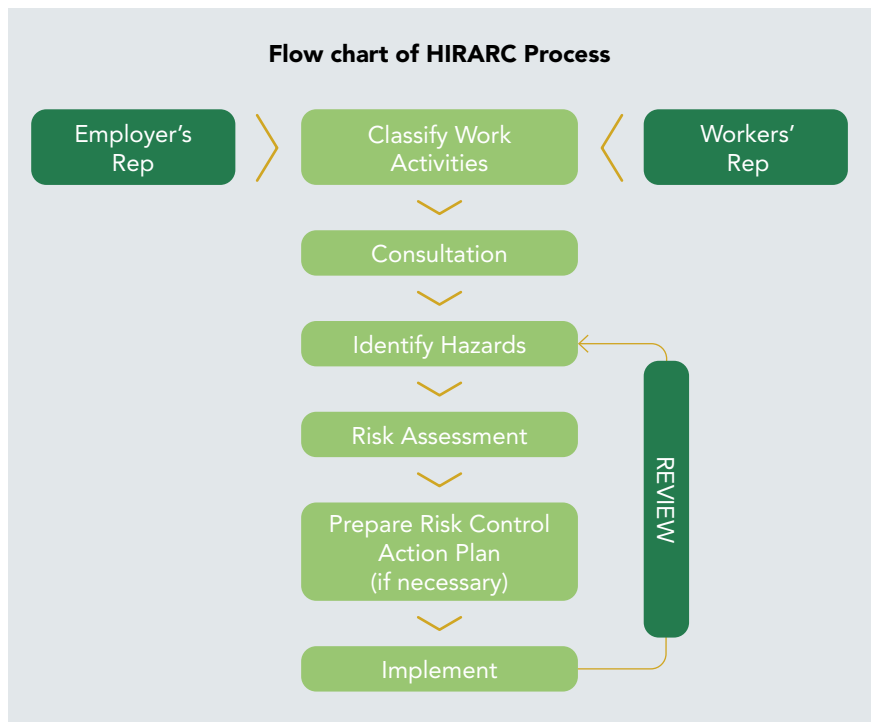 Flow chart of HIRARC Process
Employer's
Rep
Classify Work
Activities
Workers'
Rep
Consultation
Identify Hazards
Risk Assessment
Prepare Risk Control
Action Plan
(if necessary)
Implement
REVIEW